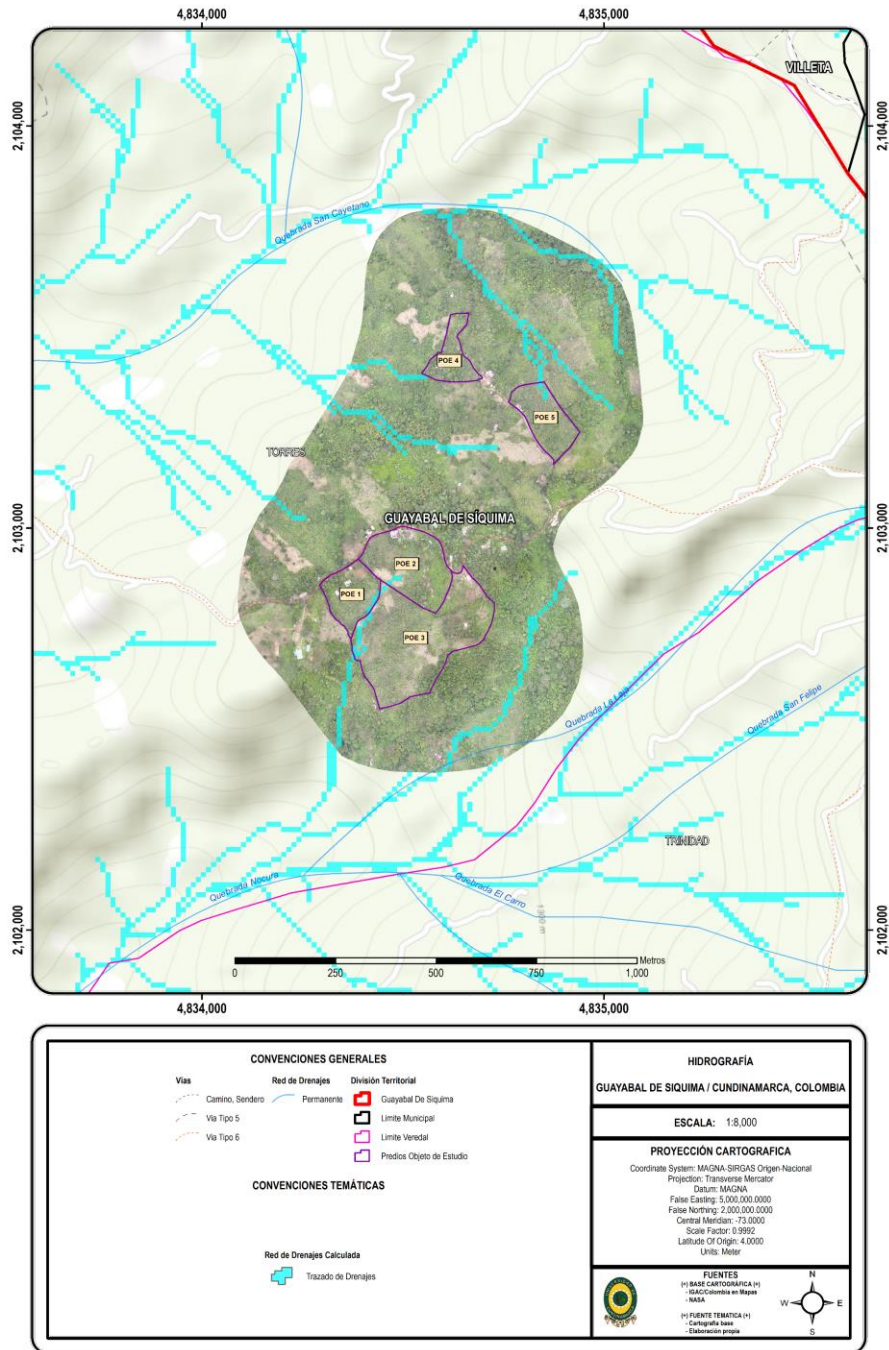 4,834,000
4,835,000
VILLETA
2,104,000
2,104,000
Quebrada San Cayetano
POE 4
POE 5
TORRES
GUAYABAL DE SÍQUIMA
2,103,000
2,103,000
POE 2
POE 1
POE 3
Quebrada La Laja
Quebrada San Felipe
TRINIDAD
Quebrada Nocura
Quebrada El Carro
1300 m
2,102,000
2,102,000
Metros
0 250 500 750 1,000
4,834,000
4,835,000
CONVENCIONES GENERALES
Vías
Camino, Sendero
Via Tipo 5
Via Tipo 6
Red de Drenajes
Permanente
División Territorial
Guayabal De Siquima
Limite Municipal
Limite Veredal
Predios Objeto de Estudio
CONVENCIONES TEMÁTICAS
Red de Drenajes Calculada
Trazado de Drenajes
HIDROGRAFÍA
GUAYABAL DE SIQUIMA / CUNDINAMARCA, COLOMBIA
ESCALA: 1:8,000
PROYECCIÓN CARTOGRAFICA
Coordinate System: MAGNA-SIRGAS Origen-Nacional
Projection: Transverse Mercator
Datum: MAGNA
False Easting: 5,000,000.0000
False Northing: 2,000,000.0000
Central Meridian: -73.0000
Scale Factor: 0.9992
Latitude Of Origin: 4.0000
Units: Meter
FUENTES
(+) BASE CARTOGRÁFICA (+)
- IGAC/Colombia en Mapas
- NASA
(+) FUENTE TEMATICA (+)
- Cartografía base
- Elaboración propia
N
W E
S